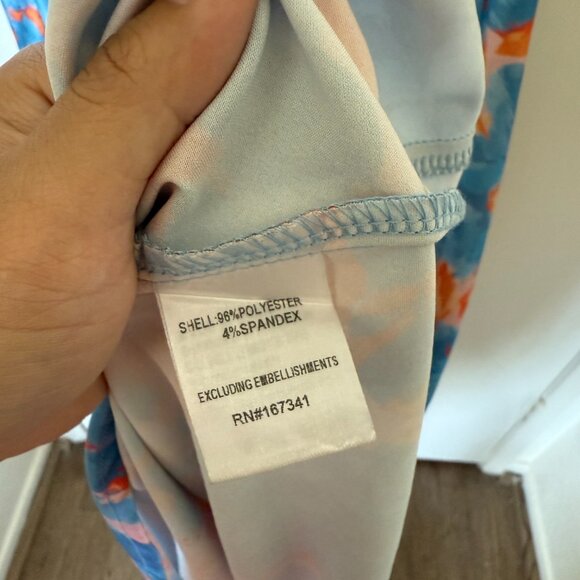 SHELL:96%POLYESTER
4%SPANDEX
EXCLUDING EMBELLISHMENTS
RN#167341